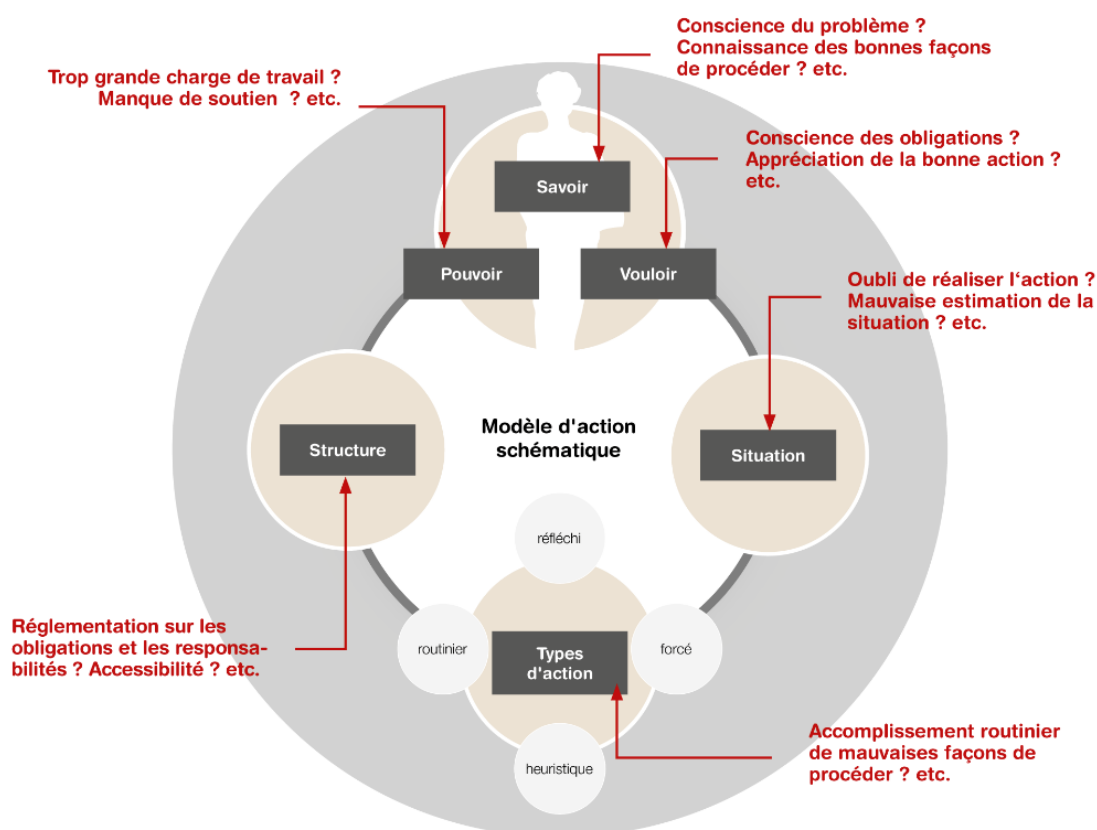 Conscience du problème ?
Connaissance des bonnes façons
de procéder ? etc.
Trop grande charge de travail ?
Manque de soutien  ? etc.
Conscience des obligations ?
Appréciation de la bonne action ?
etc.
Savoir
Pouvoir
Vouloir
Oubli de réaliser l‘action ?
Mauvaise estimation de la
situation ? etc.
Modèle d'action
schématique
Structure
Situation
réfléchi
Réglementation sur les
obligations et les responsa-
bilités ? Accessibilité ? etc.
routinier
Types
d'action
forcé
Accomplissement routinier
de mauvaises façons de
procéder ? etc.
heuristique